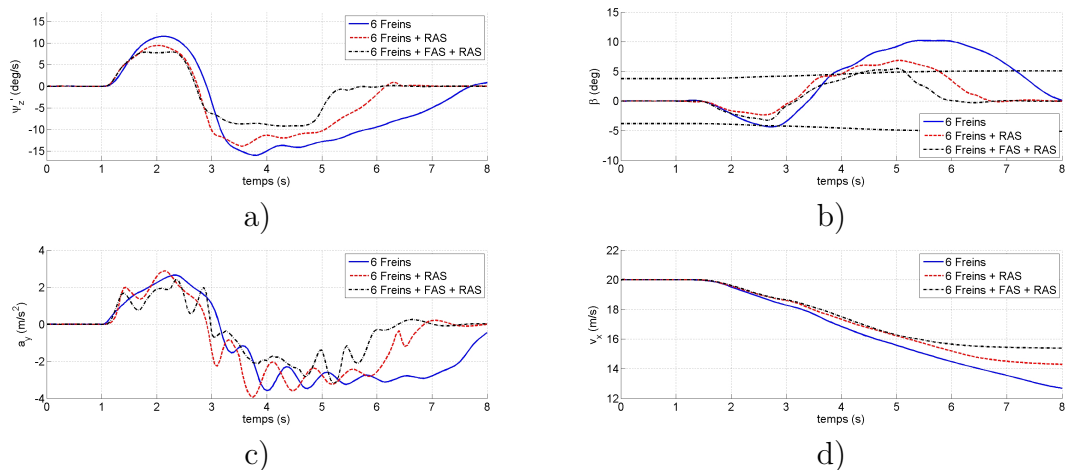 15
10
5
0
-5
-10
-15
ψz' (deg/s)
0 1 2 3 4 5 6 7 8
temps (s)
6 Freins
6 Freins + RAS
6 Freins + FAS + RAS
a)
15
10
5
0
-5
-10
β (deg)
0 1 2 3 4 5 6 7 8
temps (s)
6 Freins
6 Freins + RAS
6 Freins + FAS + RAS
b)
4
2
0
-2
-4
ay (m/s²)
0 1 2 3 4 5 6 7 8
temps (s)
6 Freins
6 Freins + RAS
6 Freins + FAS + RAS
c)
22
20
18
16
14
12
vx (m/s)
0 1 2 3 4 5 6 7 8
temps (s)
6 Freins
6 Freins + RAS
6 Freins + FAS + RAS
d)